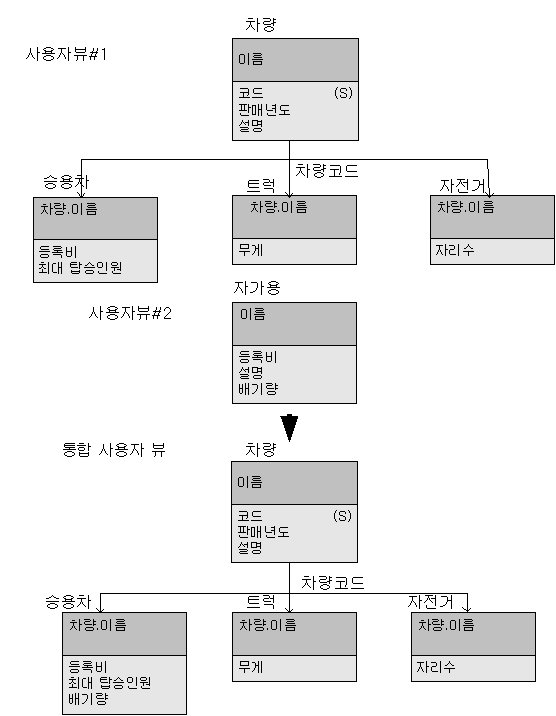 차량
사용자뷰#1
이름
코드 (S)
판매년도
설명
차량코드
승용차
트럭
자전거
차량.이름
차량.이름
차량.이름
등록비
최대 탑승인원
무게
자리수
자가용
사용자뷰#2
이름
등록비
설명
배기량
통합 사용자 뷰
차량
이름
코드 (S)
판매년도
설명
차량코드
승용차
트럭
자전거
차량.이름
차량.이름
차량.이름
등록비
최대 탑승인원
배기량
무게
자리수